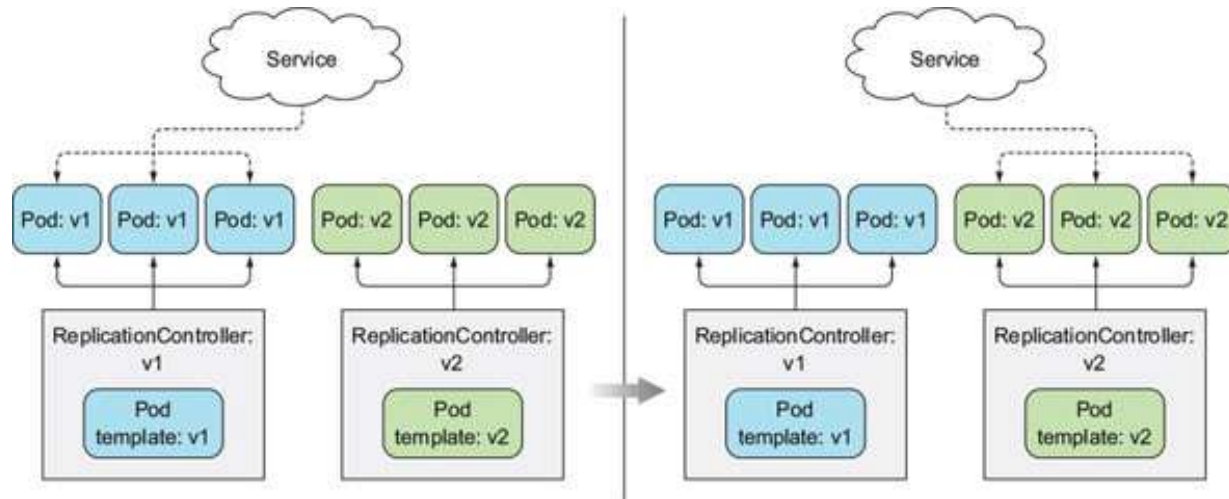 Service
Service
Pod: v1
Pod: v1
Pod: v1
Pod: v2
Pod: v2
Pod: v2
Pod: v1
Pod: v1
Pod: v1
Pod: v2
Pod: v2
Pod: v2
ReplicationController:
v1
Pod
template: v1
ReplicationController:
v2
Pod
template: v2
ReplicationController:
v1
Pod
template: v1
ReplicationController:
v2
Pod
template: v2